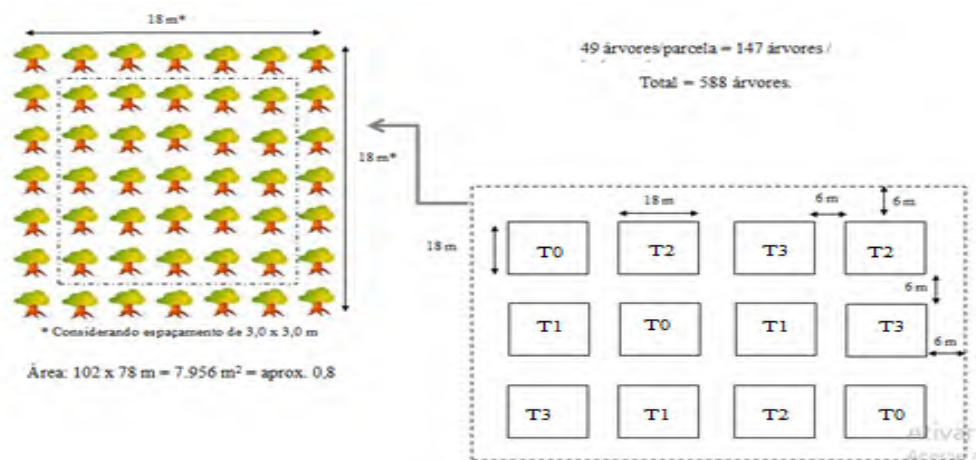 18 m*
18 m*
* Considerando espaçamento de 3,0 x 3,0 m
Área: 102 x 78 m = 7.956 m² = aprox. 0,8
49 árvores/parcela = 147 árvores /
Total = 588 árvores.
6 m
18 m
6 m
18 m
T0 T2 T3 T2
6 m
T1 T0 T1 T3
6 m
T3 T1 T2 T0